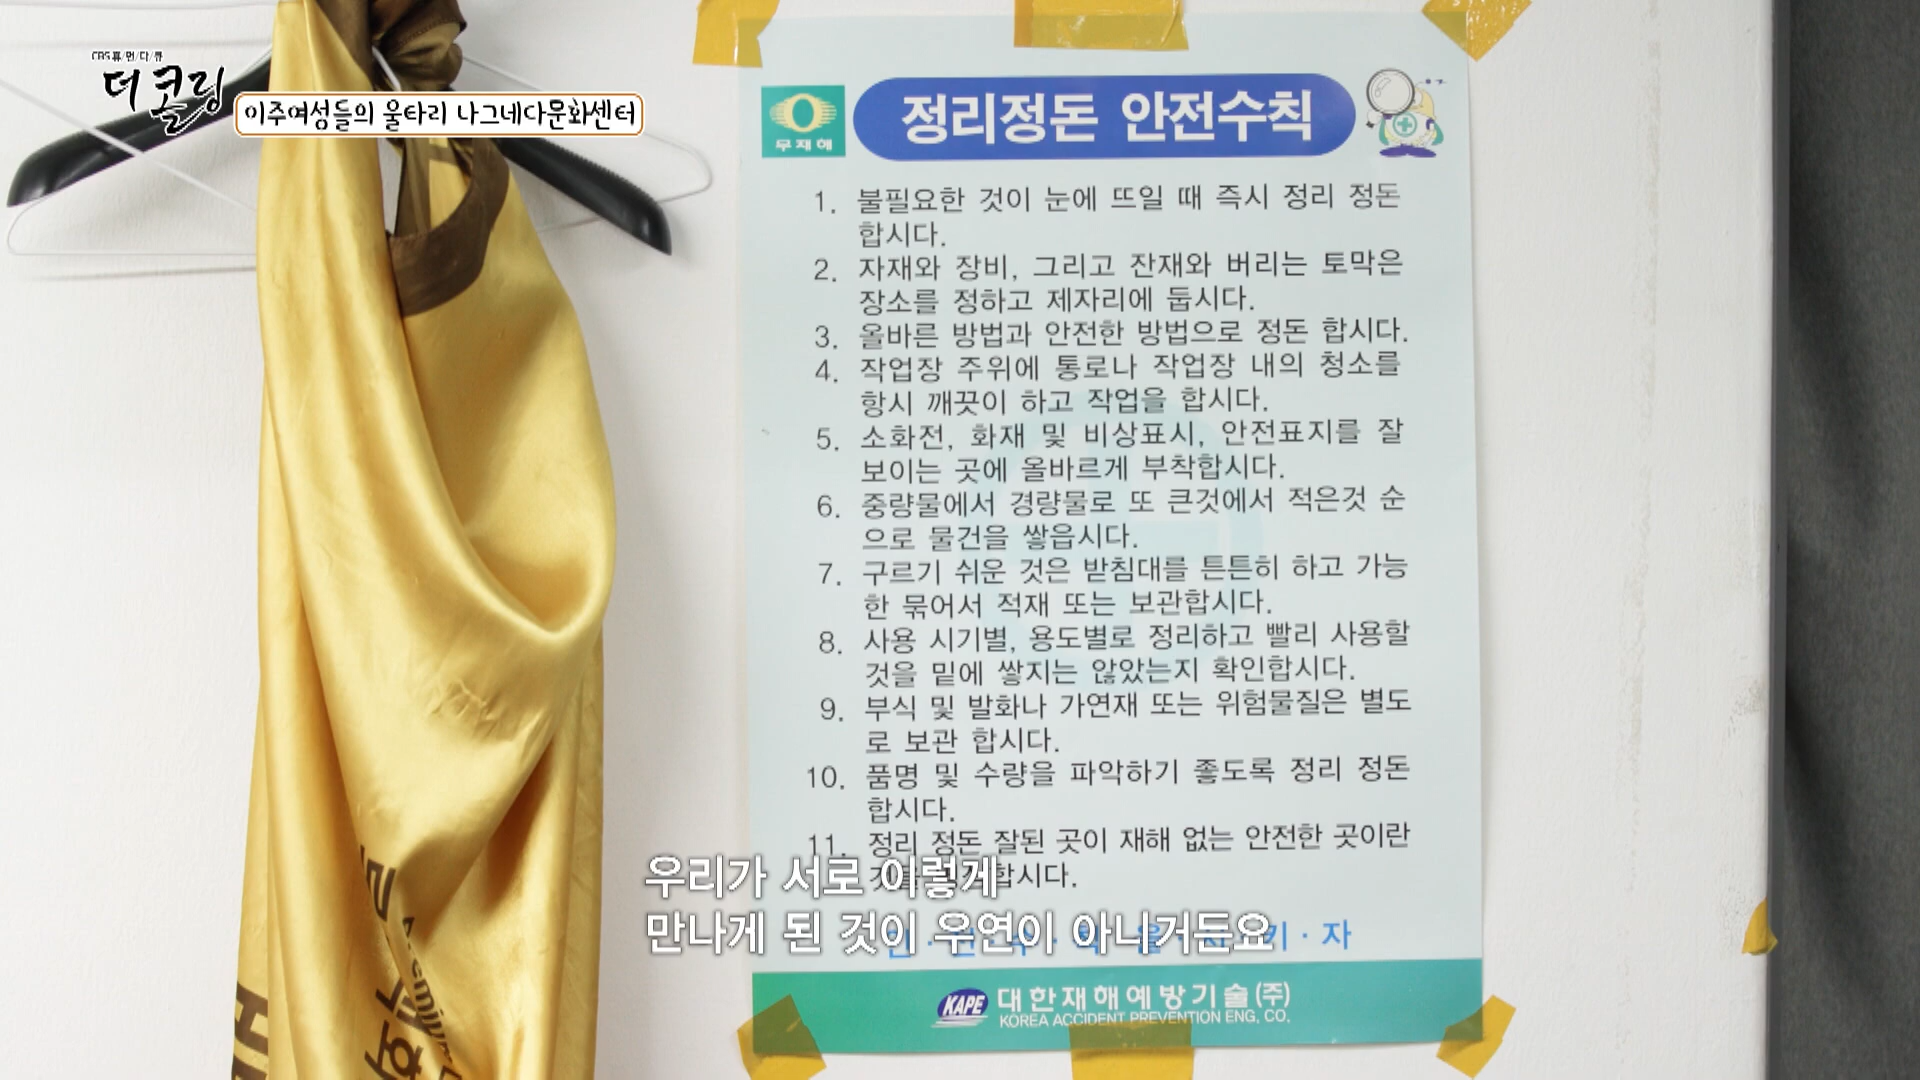 CBS휴/먼/다/큐
더 콜링
이주여성들의 울타리 나그네다문화센터
무재해
정리정돈 안전수칙
1. 불필요한 것이 눈에 뜨일 때 즉시 정리 정돈
합시다.
2. 자재와 장비, 그리고 잔재와 버리는 토막은
장소를 정하고 제자리에 둡시다.
3. 올바른 방법과 안전한 방법으로 정돈 합시다.
4. 작업장 주위에 통로나 작업장 내의 청소를
항시 깨끗이 하고 작업을 합시다.
5. 소화전, 화재 및 비상표시, 안전표지를 잘
보이는 곳에 올바르게 부착합시다.
6. 중량물에서 경량물로 또 큰것에서 적은것 순
으로 물건을 쌓읍시다.
7. 구르기 쉬운 것은 받침대를 튼튼히 하고 가능
한 묶어서 적재 또는 보관합시다.
8. 사용 시기별, 용도별로 정리하고 빨리 사용할
것을 밑에 쌓지는 않았는지 확인합시다.
9. 부식 및 발화나 가연재 또는 위험물질은 별도
로 보관 합시다.
10. 품명 및 수량을 파악하기 좋도록 정리 정돈
합시다.
11. 정리 정돈 잘된 곳이 재해 없는 안전한 곳이란
것을 합시다.
우리가 서로 이렇게
만나게 된 것이 우연이 아니거든요
키·자
KAPE 대한재해예방기술(주)
KOREA ACCIDENT PREVENTION ENG, CO.